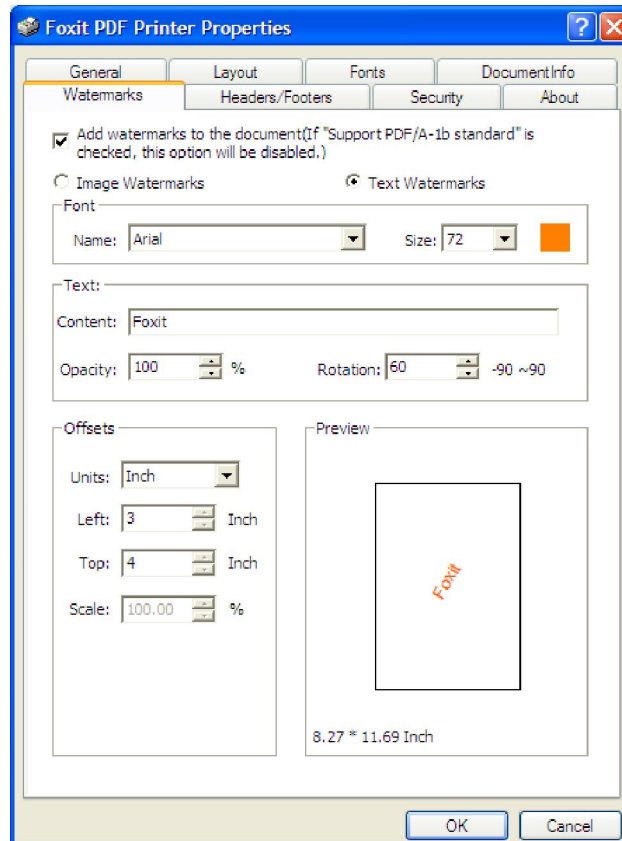 Foxit PDF Printer Properties
General Layout Fonts DocumentInfo
Watermarks Headers/Footers Security About
Add watermarks to the document(If "Support PDF/A-1b standard" is
checked, this option will be disabled.)
Image Watermarks Text Watermarks
Font
Name: Arial Size: 72
Text:
Content: Foxit
Opacity: 100 % Rotation: 60 -90 ~90
Offsets
Units: Inch
Left: 3 Inch
Top: 4 Inch
Scale: 100.00 %
Preview
Foxit
8.27 * 11.69 Inch
OK Cancel